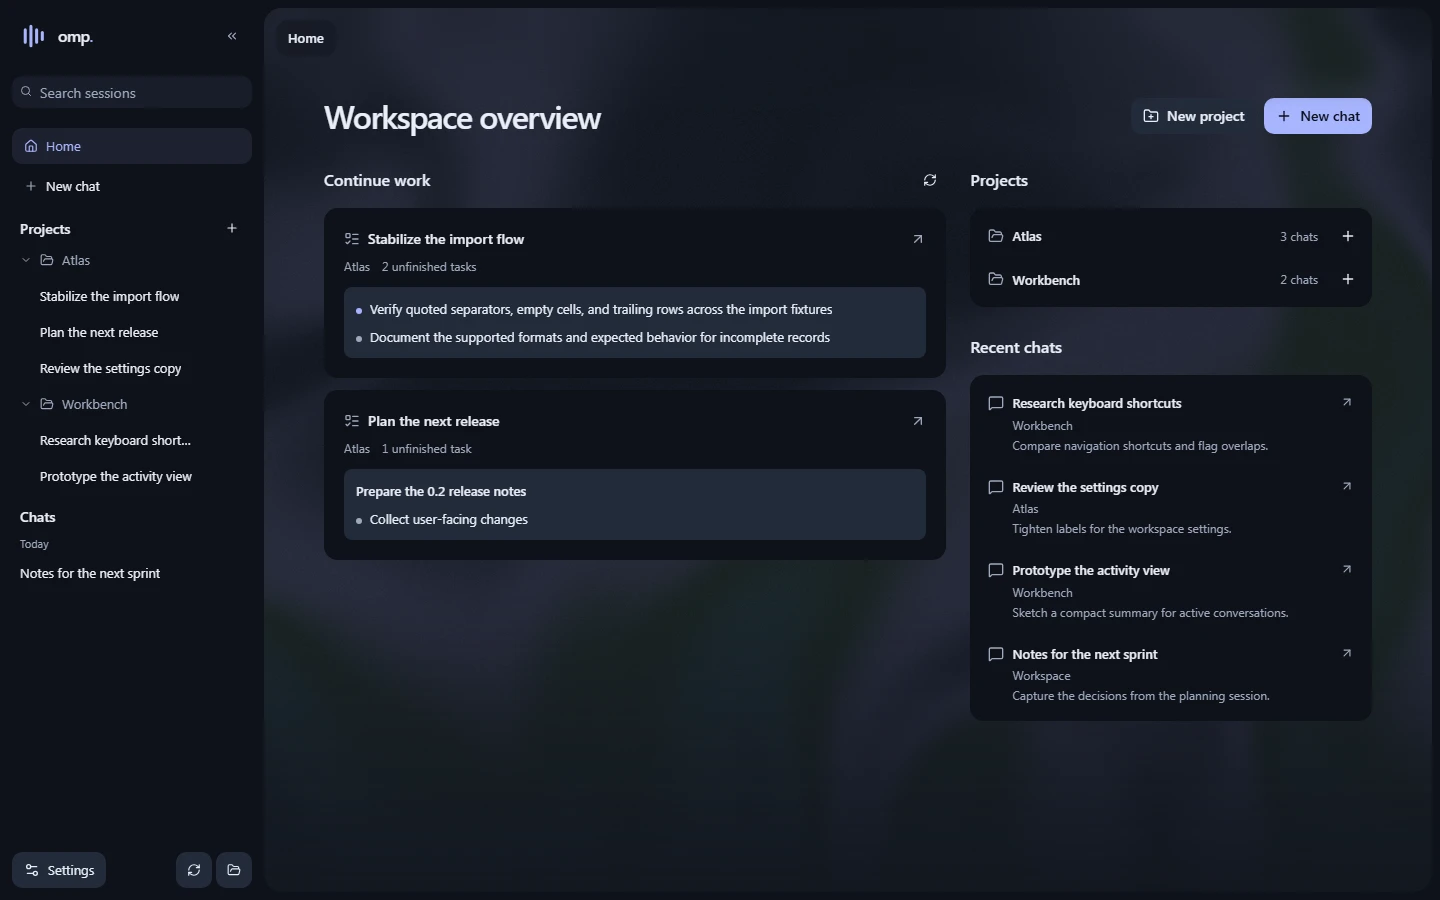 omp.
Search sessions
Home
New chat
Projects
Atlas
Stabilize the import flow
Plan the next release
Review the settings copy
Workbench
Research keyboard short...
Prototype the activity view
Chats
Today
Notes for the next sprint
Settings
Home
Workspace overview
New project
New chat
Continue work
Stabilize the import flow
Atlas 2 unfinished tasks
Verify quoted separators, empty cells, and trailing rows across the import fixtures
Document the supported formats and expected behavior for incomplete records
Plan the next release
Atlas 1 unfinished task
Prepare the 0.2 release notes
Collect user-facing changes
Projects
Atlas 3 chats
Workbench 2 chats
Recent chats
Research keyboard shortcuts
Workbench
Compare navigation shortcuts and flag overlaps.
Review the settings copy
Atlas
Tighten labels for the workspace settings.
Prototype the activity view
Workbench
Sketch a compact summary for active conversations.
Notes for the next sprint
Workspace
Capture the decisions from the planning session.